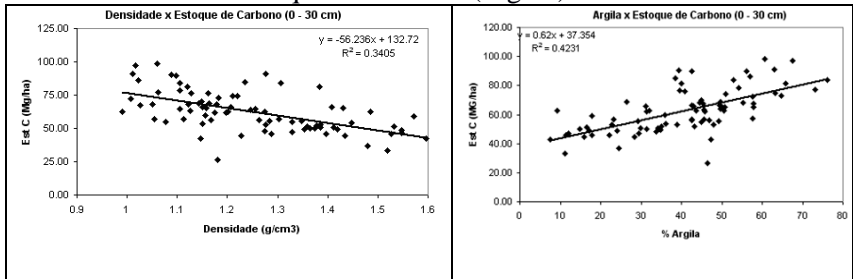 Densidade x Estoque de Carbono (0 - 30 cm)
y = -56.236x + 132.72
R² = 0.3405
125.00
100.00
75.00
50.00
25.00
0.00
Est C (Mg/ha)
0.9 1 1.1 1.2 1.3 1.4 1.5 1.6
Densidade (g/cm3)
Argila x Estoque de Carbono (0 - 30 cm)
y = 0.62x + 37.354
R² = 0.4231
120.00
100.00
80.00
60.00
40.00
20.00
0.00
Est C (MG/ha)
0 10 20 30 40 50 60 70 80
% Argila